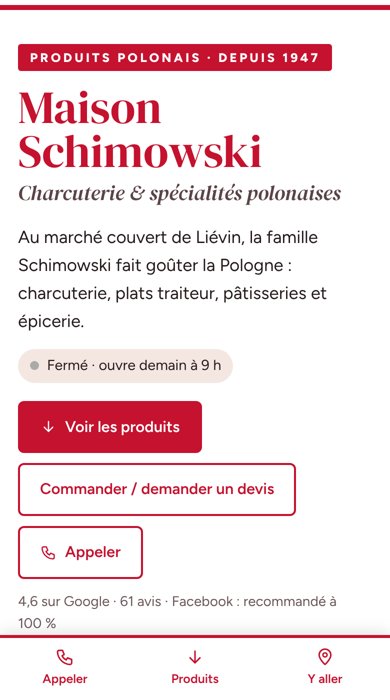 PRODUITS POLONAIS · DEPUIS 1947
Maison
Schimowski
Charcuterie & spécialités polonaises
Au marché couvert de Liévin, la famille
Schimowski fait goûter la Pologne :
charcuterie, plats traiteur, pâtisseries et
épicerie.
Fermé · ouvre demain à 9 h
Voir les produits
Commander / demander un devis
Appeler
4,6 sur Google · 61 avis · Facebook : recommandé à
100 %
Appeler
Produits
Y aller